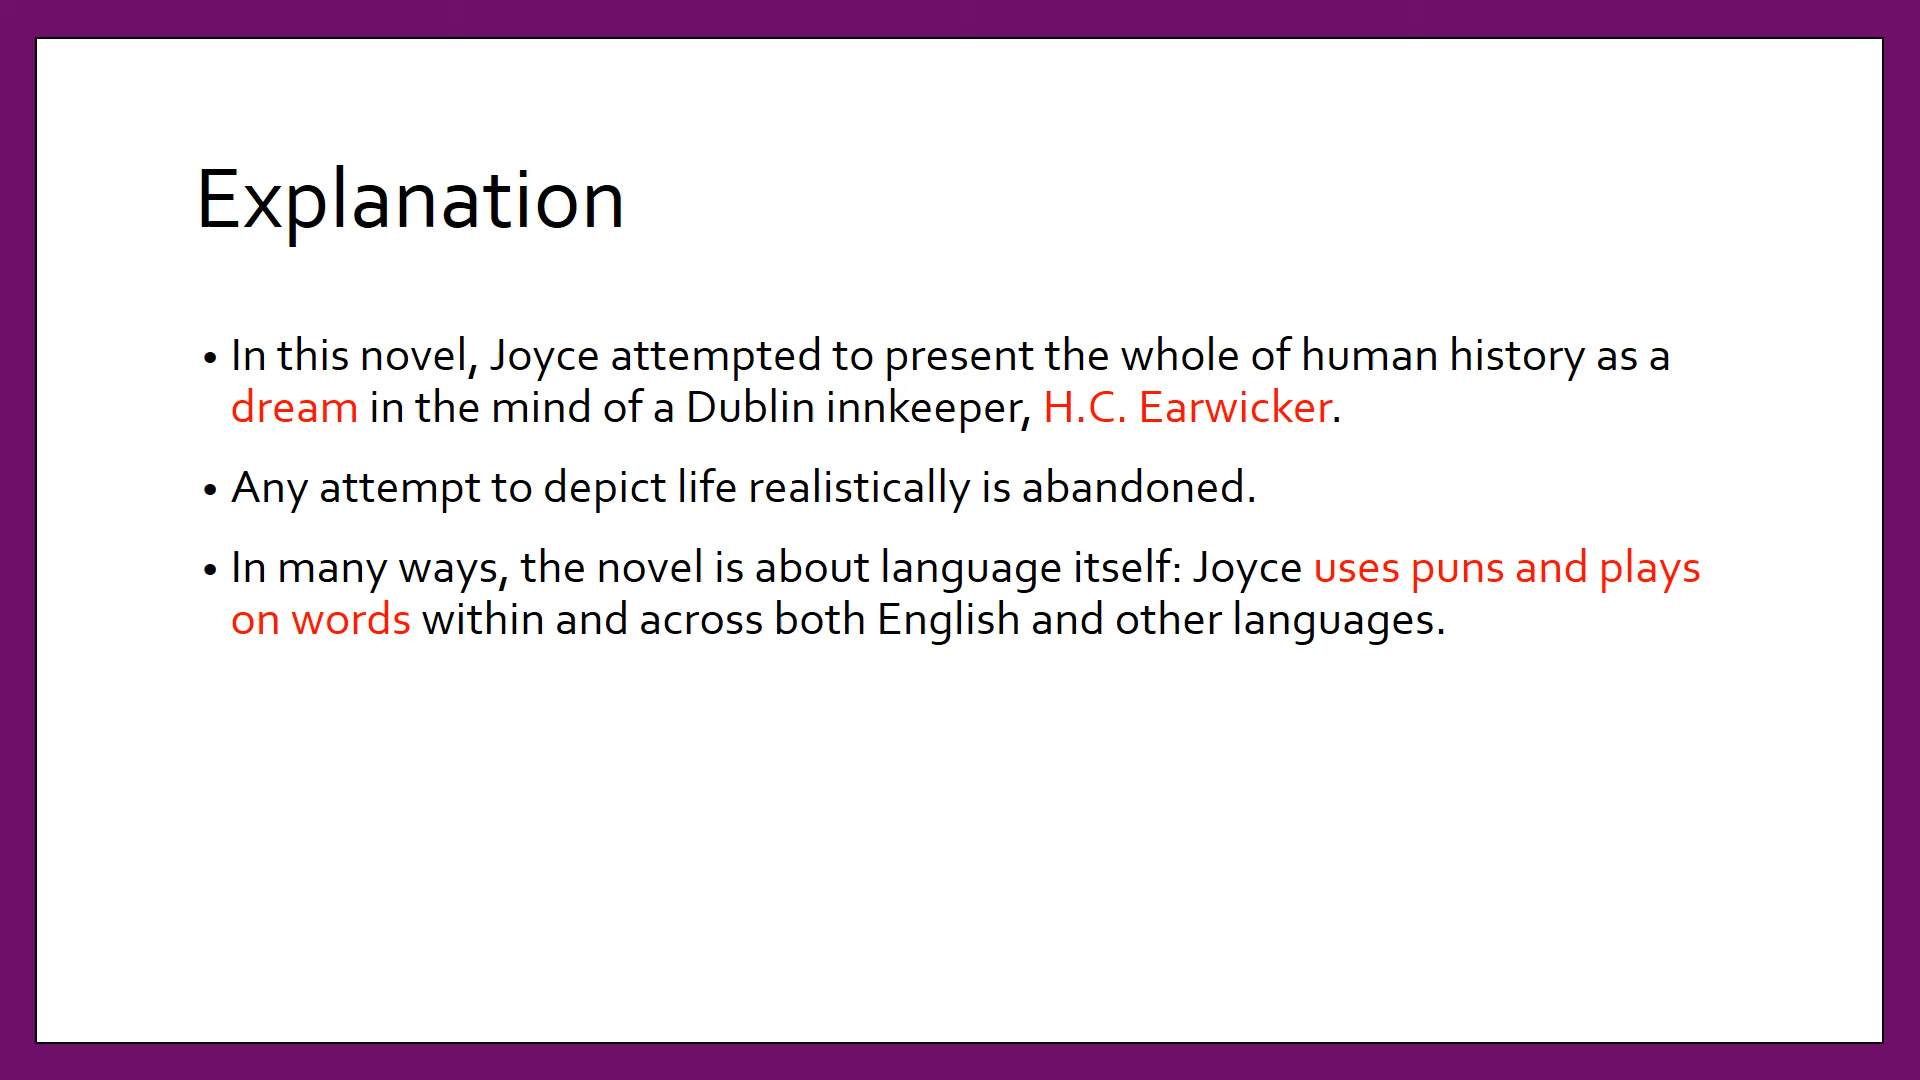 Explanation
• In this novel, Joyce attempted to present the whole of human history as a
dream in the mind of a Dublin innkeeper, H.C. Earwicker.
• Any attempt to depict life realistically is abandoned.
• In many ways, the novel is about language itself: Joyce uses puns and plays
on words within and across both English and other languages.